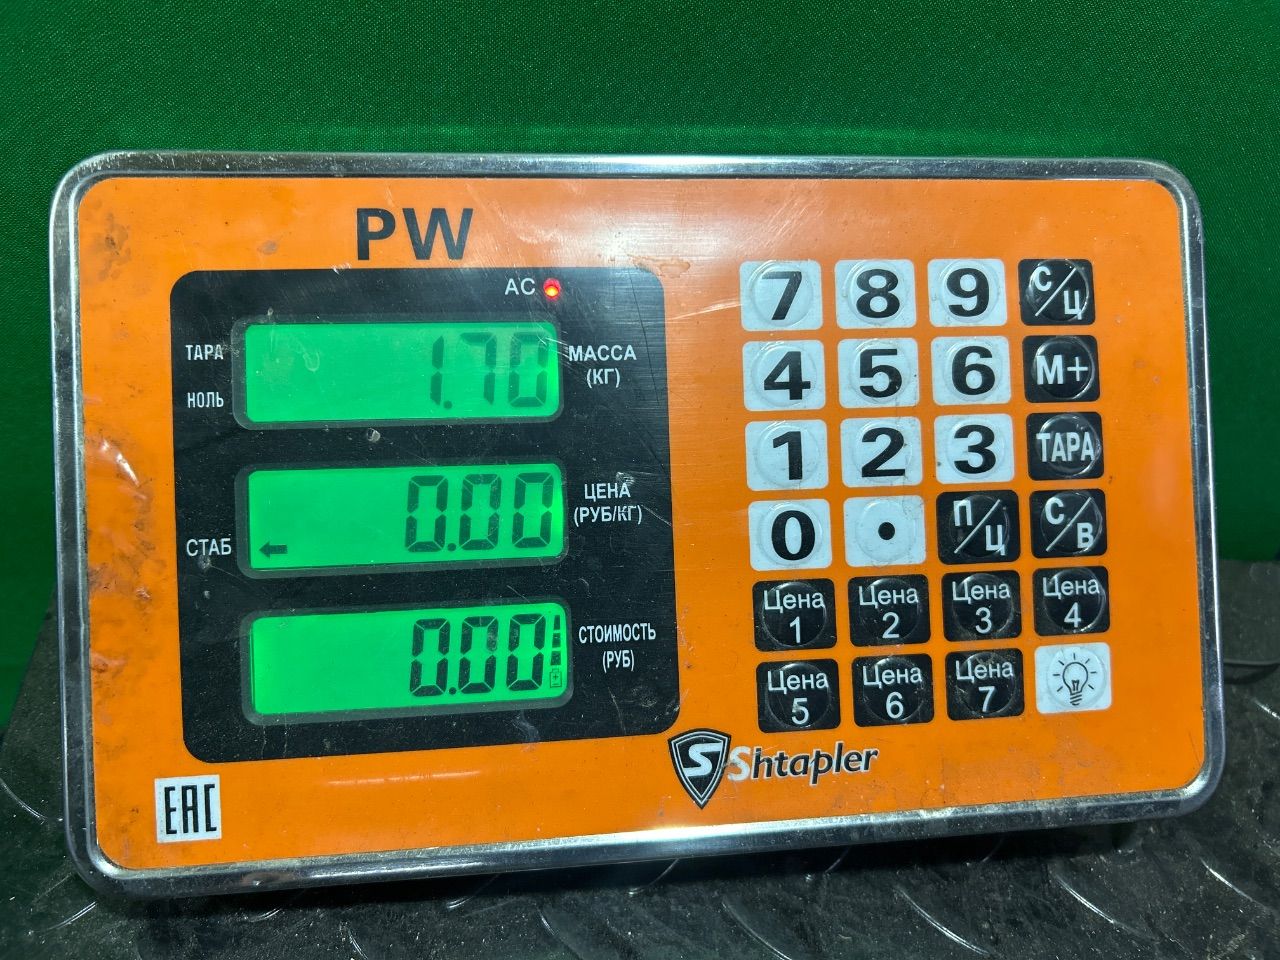 PW
AC
ТАРА
НОЛЬ
1.70
МАССА
(КГ)
СТАБ
0.00
ЦЕНА
(РУБ/КГ)
0.00
СТОИМОСТЬ
(РУБ)
7 8 9 С/Ц
4 5 6 М+
1 2 3 ТАРА
0 . П/Ц С/В
Цена 1 Цена 2 Цена 3 Цена 4
Цена 5 Цена 6 Цена 7
S Shtapler
EAC